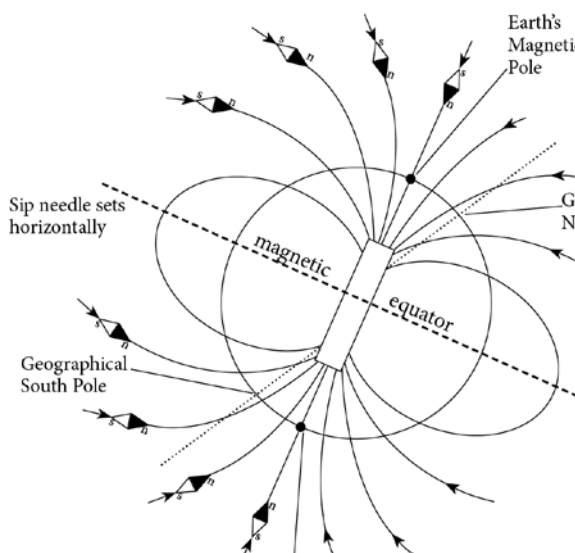 Earth's
Magnetic
Pole
s
n
s
n
s
n
s
n
Sip needle sets
horizontally
G
N
magnetic
equator
Geographical
South Pole
s
n
s
n
s
n
s
n